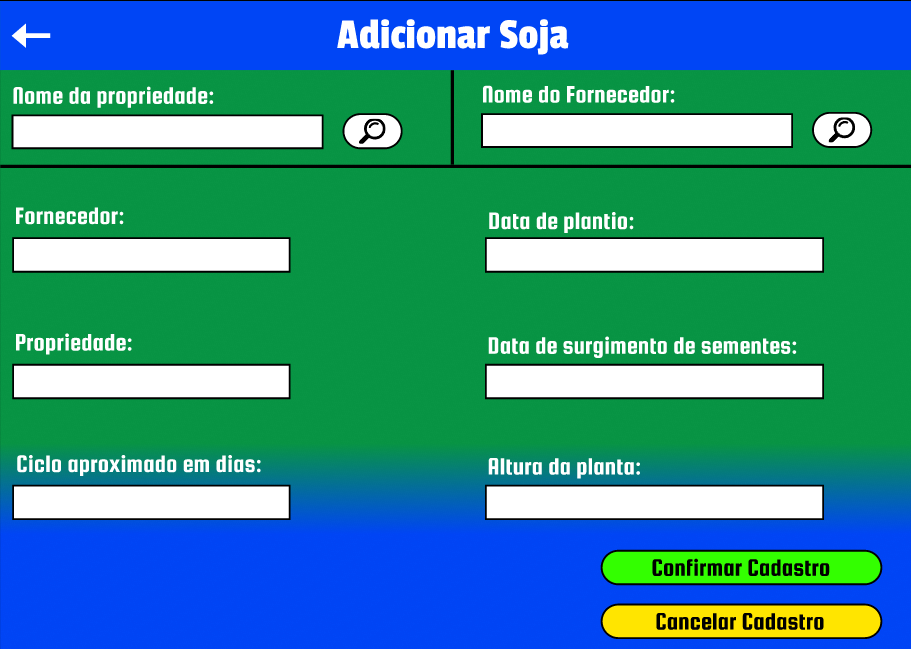 Adicionar Soja
Nome da propriedade:
Nome do Fornecedor:
Fornecedor:
Data de plantio:
Propriedade:
Data de surgimento de sementes:
Ciclo aproximado em dias:
Altura da planta:
Confirmar Cadastro
Cancelar Cadastro